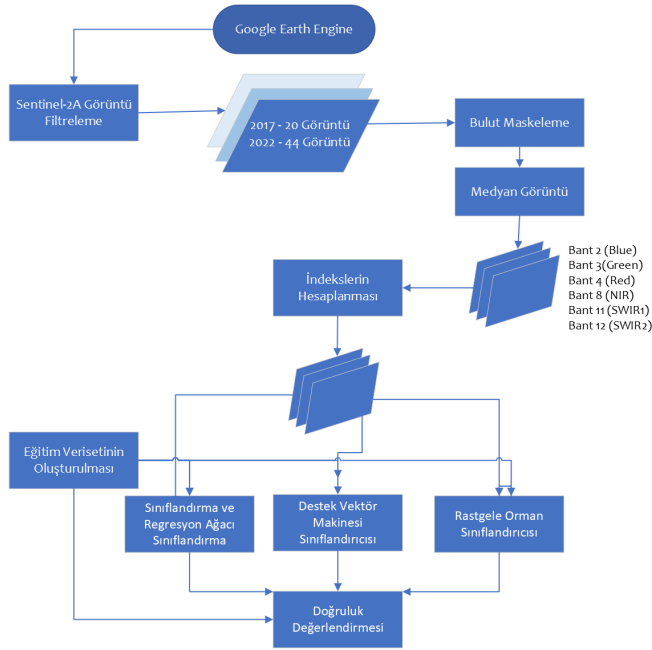 Google Earth Engine
Sentinel-2A Görüntü
Filtreleme
2017 - 20 Görüntü
2022 - 44 Görüntü
Bulut Maskeleme
Medyan Görüntü
Bant 2 (Blue)
Bant 3(Green)
Bant 4 (Red)
Bant 8 (NIR)
Bant 11 (SWIR1)
Bant 12 (SWIR2)
İndekslerin
Hesaplanması
Eğitim Verisetinin
Oluşturulması
Sınıflandırma ve
Regresyon Ağacı
Sınıflandırma
Destek Vektör
Makinesi
Sınıflandırıcısı
Rastgele Orman
Sınıflandırıcısı
Doğruluk
Değerlendirmesi